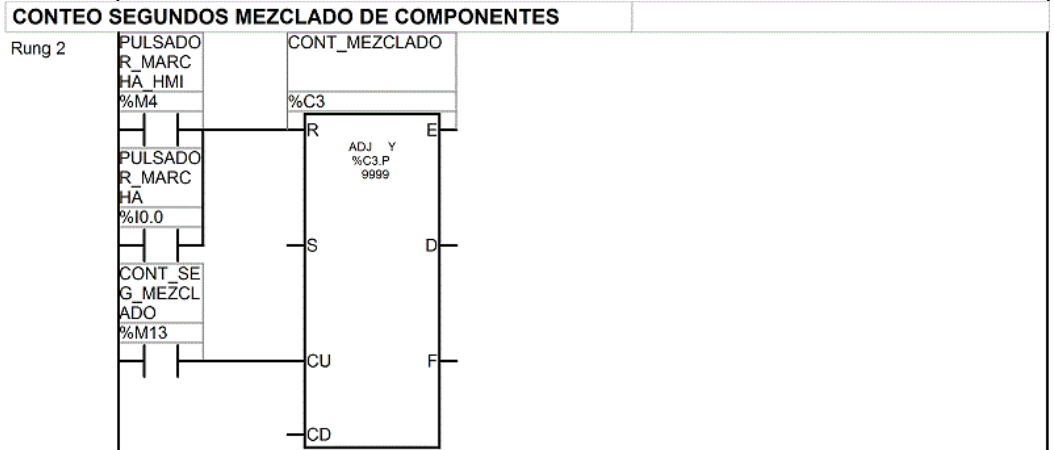 CONTEO SEGUNDOS MEZCLADO DE COMPONENTES
Rung 2
PULSADO
R_MARC
HA_HMI
%M4
CONT_MEZCLADO
%C3
R
E
ADJ Y
%C3.P
9999
PULSADO
R_MARC
HA
%I0.0
S
D
CONT_SE
G_MEZCL
ADO
%M13
CU
F
CD